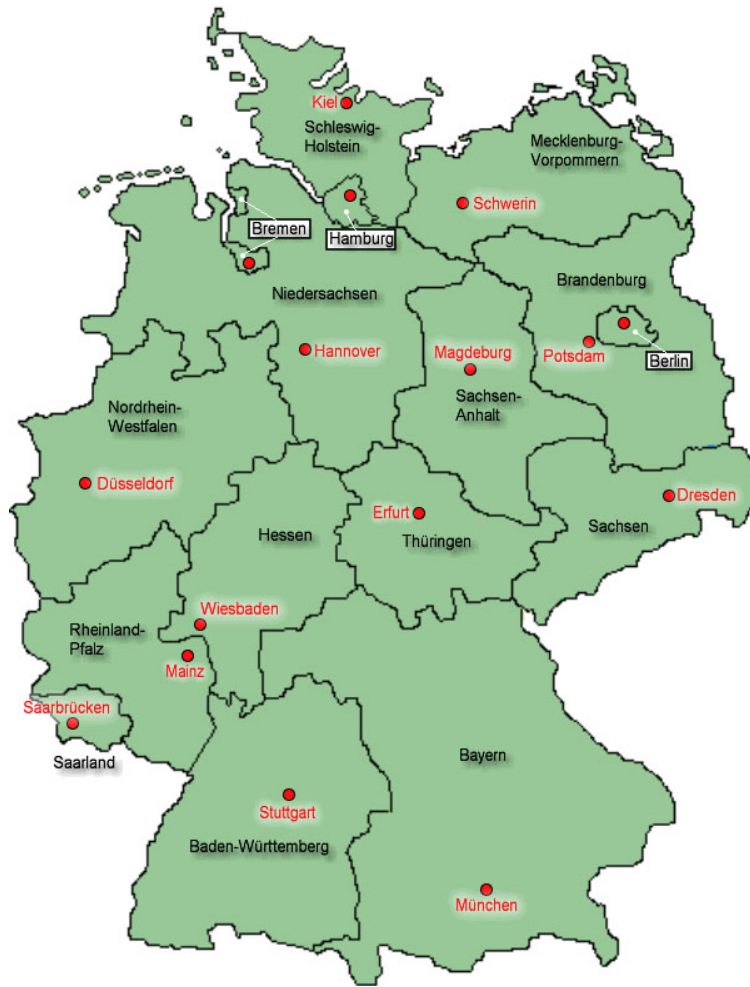 Kiel
Schleswig-
Holstein
Mecklenburg-
Vorpommern
Schwerin
Bremen
Hamburg
Niedersachsen
Brandenburg
Hannover
Magdeburg
Potsdam
Berlin
Sachsen-
Anhalt
Nordrhein-
Westfalen
Düsseldorf
Hessen
Erfurt
Thüringen
Dresden
Sachsen
Wiesbaden
Rheinland-
Pfalz
Mainz
Saarbrücken
Saarland
Bayern
Stuttgart
Baden-Württemberg
München